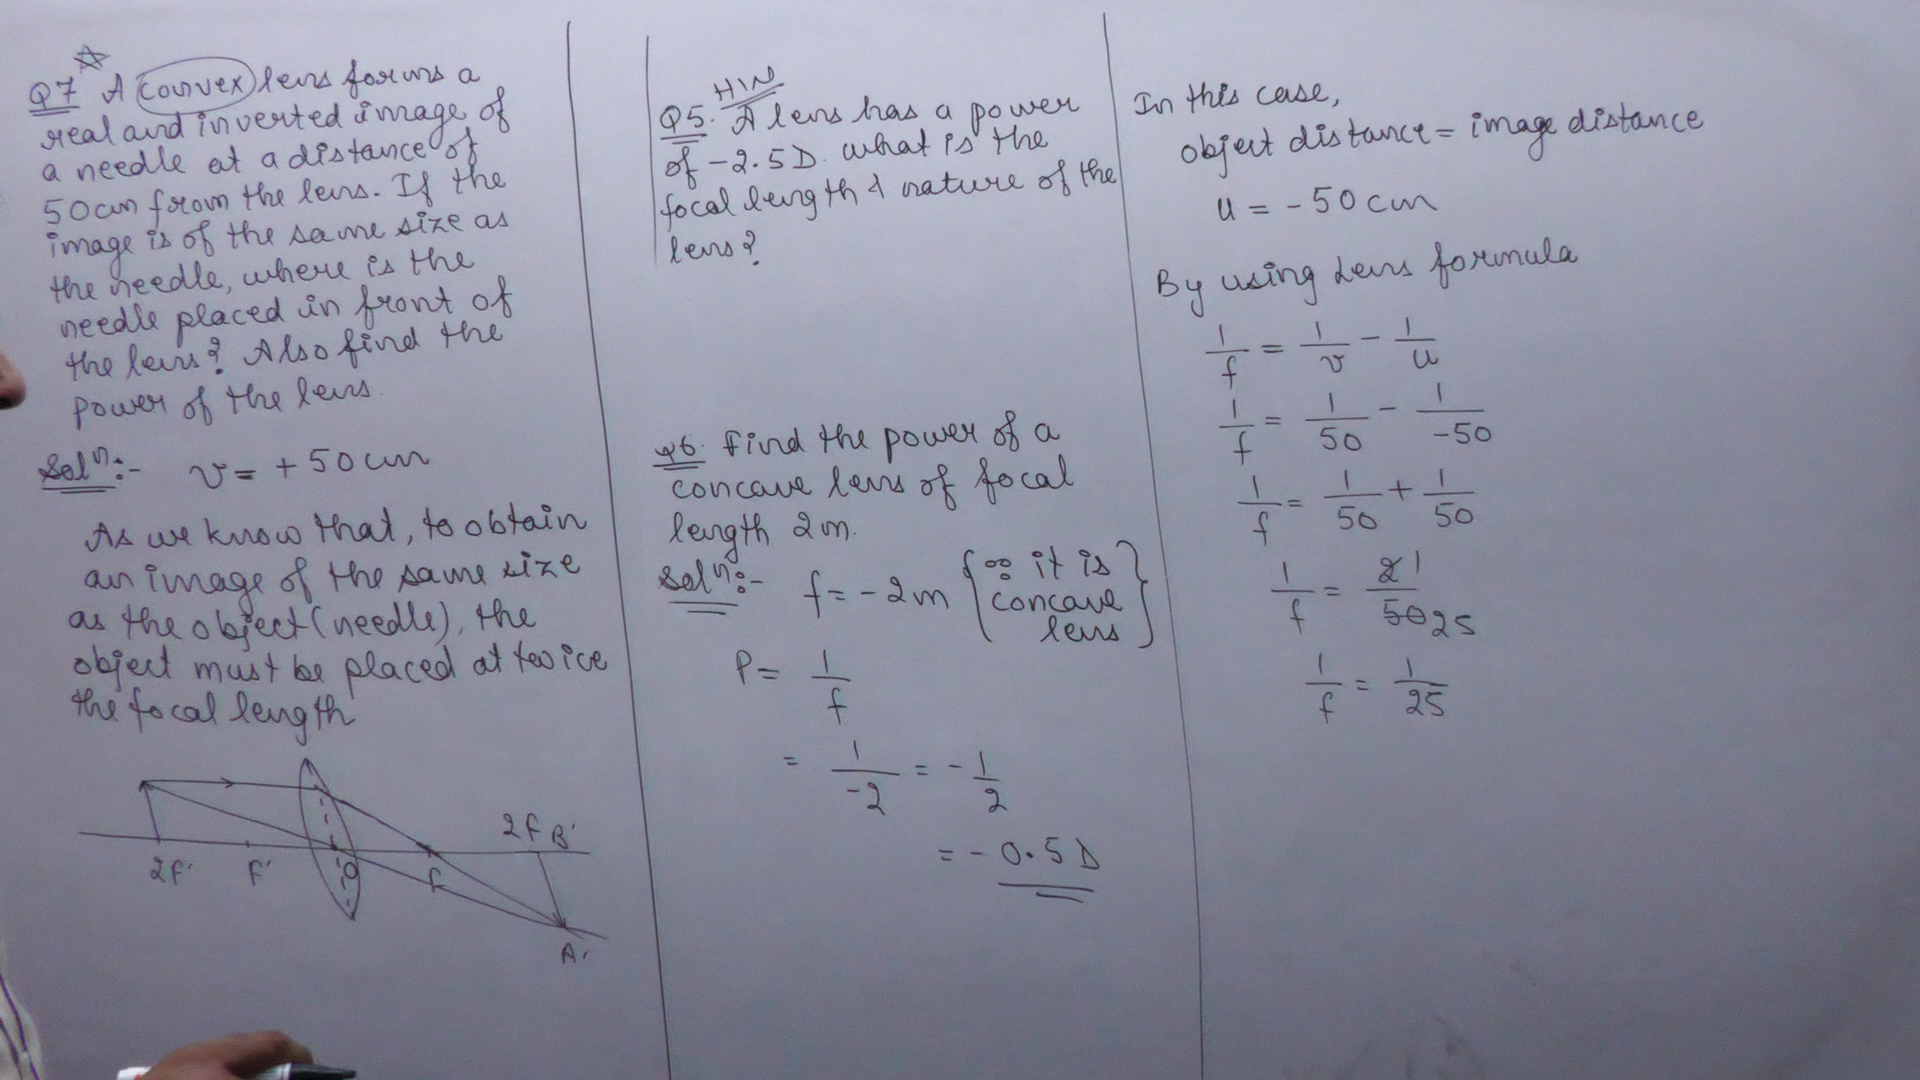 Q7 A convex lens forms a
real and inverted image of
a needle at a distance of
50cm from the lens. If the
image is of the same size as
the needle, where is the
needle placed in front of
the lens? Also find the
power of the lens.
Solⁿ:- v = +50cm
As we know that, to obtain
an image of the same size
as the object (needle), the
object must be placed at twice
the focal length
2F' F' O F 2F B'
A'
H/W
Q5. A lens has a power
of -2.5D. what is the
focal length & nature of the
lens?
Q6. Find the power of a
concave lens of focal
length 2m.
Solⁿ:- f = -2m {∵ it is
concave
lens}
P = 1/f
= 1/-2 = -1/2
= -0.5D
In this case,
object distance = image distance
u = -50cm
By using Lens formula
1/f = 1/v - 1/u
1/f = 1/50 - 1/-50
1/f = 1/50 + 1/50
1/f = 2 1/50 25
1/f = 1/25